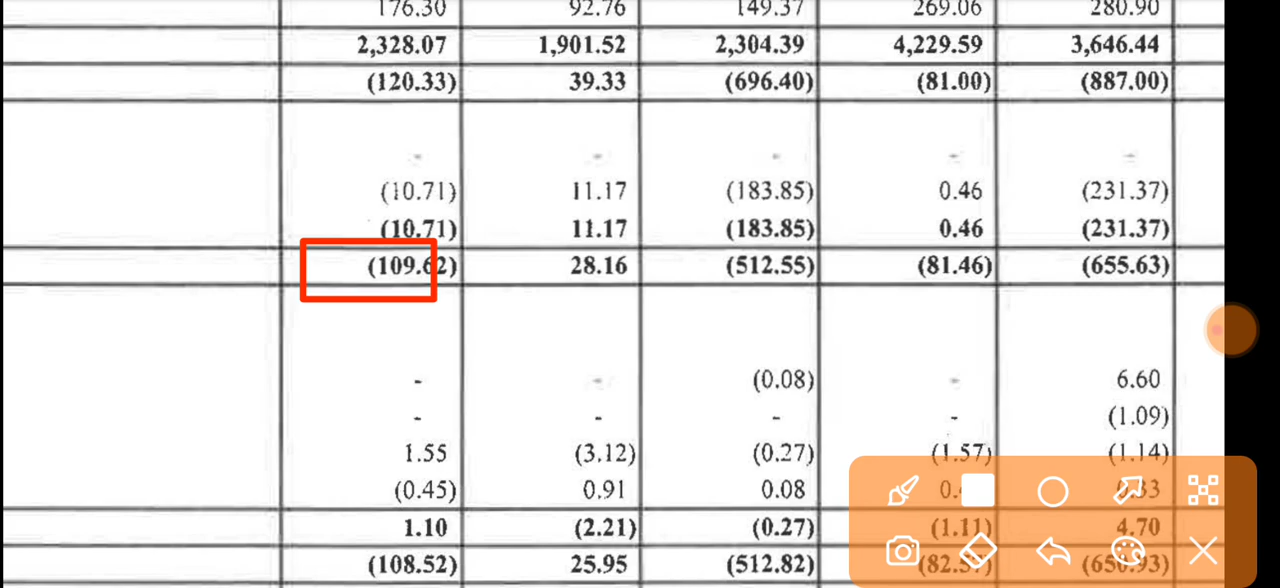 176.30 92.76 149.37 269.06 280.90
2,328.07 1,901.52 2,304.39 4,229.59 3,646.44
(120.33) 39.33 (696.40) (81.00) (887.00)
- - - - -
(10.71) 11.17 (183.85) 0.46 (231.37)
(10.71) 11.17 (183.85) 0.46 (231.37)
(109.62) 28.16 (512.55) (81.46) (655.63)
- - (0.08) - 6.60
- - - - (1.09)
1.55 (3.12) (0.27) (1.57) (1.14)
(0.45) 0.91 0.08
1.10 (2.21) (0.27) (1.11) 4.70
(108.52) 25.95 (512.82) (650.93)